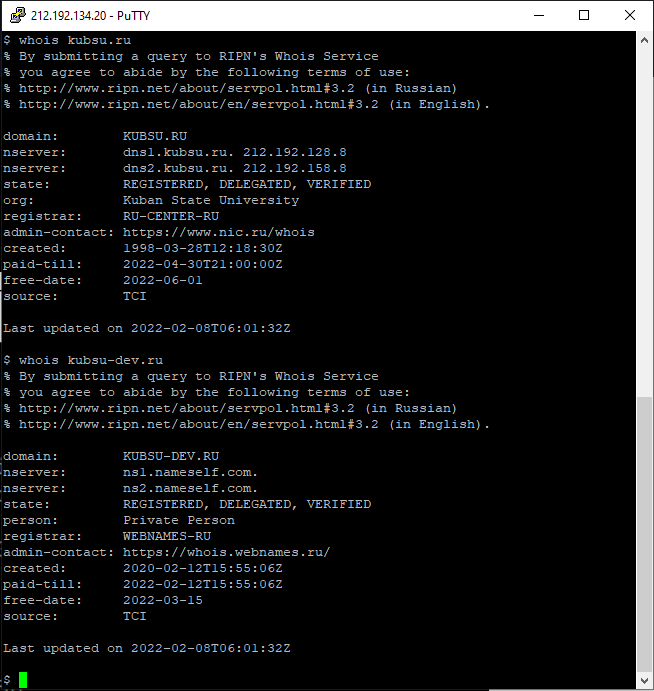 212.192.134.20 - PuTTY
$ whois kubsu.ru
% By submitting a query to RIPN's Whois Service
% you agree to abide by the following terms of use:
% http://www.ripn.net/about/servpol.html#3.2 (in Russian)
% http://www.ripn.net/about/en/servpol.html#3.2 (in English).

domain:        KUBSU.RU
nserver:       dns1.kubsu.ru. 212.192.128.8
nserver:       dns2.kubsu.ru. 212.192.158.8
state:         REGISTERED, DELEGATED, VERIFIED
org:           Kuban State University
registrar:     RU-CENTER-RU
admin-contact: https://www.nic.ru/whois
created:       1998-03-28T12:18:30Z
paid-till:     2022-04-30T21:00:00Z
free-date:     2022-06-01
source:        TCI

Last updated on 2022-02-08T06:01:32Z

$ whois kubsu-dev.ru
% By submitting a query to RIPN's Whois Service
% you agree to abide by the following terms of use:
% http://www.ripn.net/about/servpol.html#3.2 (in Russian)
% http://www.ripn.net/about/en/servpol.html#3.2 (in English).

domain:        KUBSU-DEV.RU
nserver:       ns1.nameself.com.
nserver:       ns2.nameself.com.
state:         REGISTERED, DELEGATED, VERIFIED
person:        Private Person
registrar:     WEBNAMES-RU
admin-contact: https://whois.webnames.ru/
created:       2020-02-12T15:55:06Z
paid-till:     2022-02-12T15:55:06Z
free-date:     2022-03-15
source:        TCI

Last updated on 2022-02-08T06:01:32Z

$